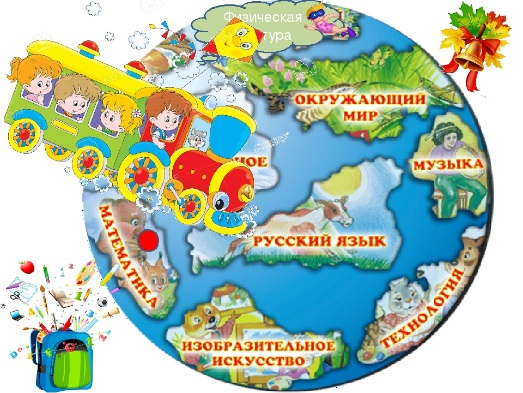 Физическая
ОКРУЖАЮЩИЙ
МИР
МУЗЫКА
РУССКИЙ ЯЗЫК
МАТЕМАТИКА
ТЕХНОЛОГИЯ
ИЗОБРАЗИТЕЛЬНОЕ
ИСКУССТВО